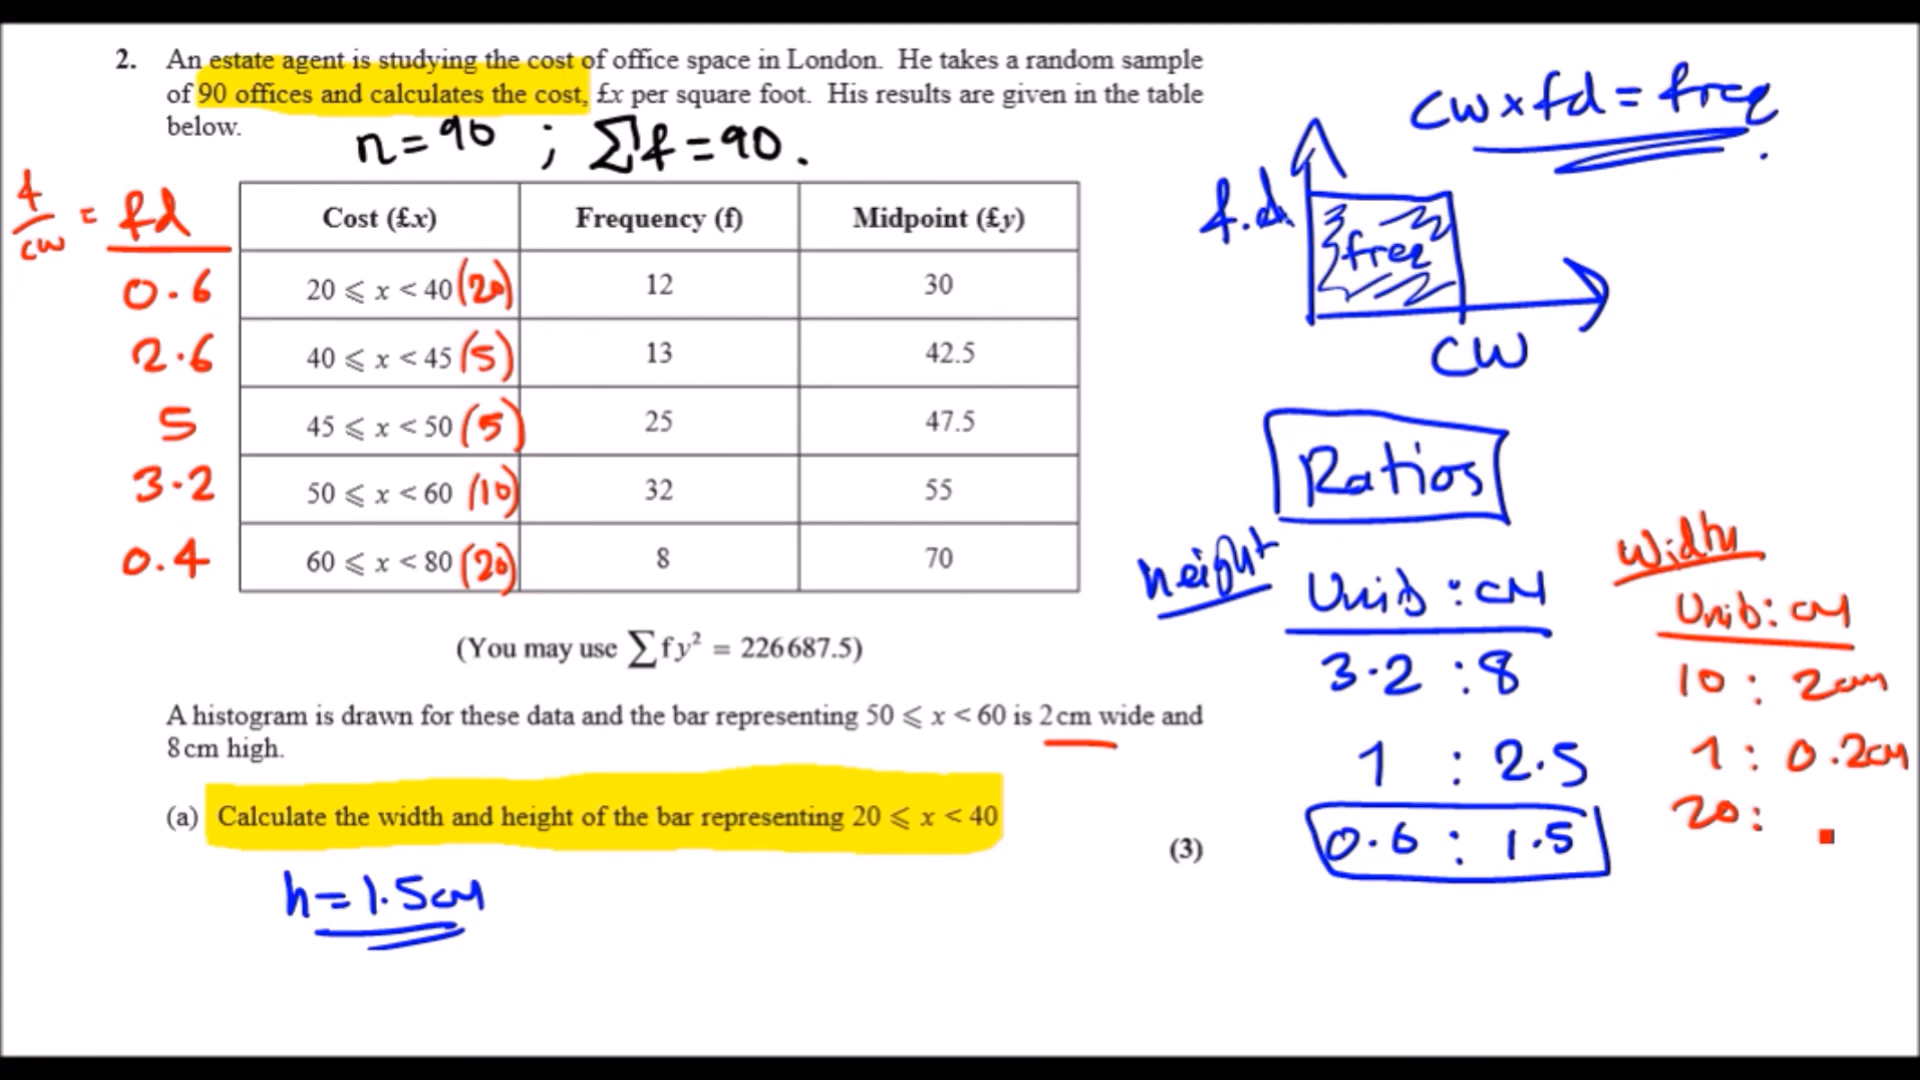 2. An estate agent is studying the cost of office space in London. He takes a random sample
of 90 offices and calculates the cost, £x per square foot. His results are given in the table
below.
n=90 ; ∑f=90.
f/cw = fd
Cost (£x) Frequency (f) Midpoint (£y)
0.6 20 ⩽ x < 40 (20) 12 30
2.6 40 ⩽ x < 45 (5) 13 42.5
5 45 ⩽ x < 50 (5) 25 47.5
3.2 50 ⩽ x < 60 (10) 32 55
0.4 60 ⩽ x < 80 (20) 8 70
(You may use ∑fy² = 226687.5)
A histogram is drawn for these data and the bar representing 50 ⩽ x < 60 is 2cm wide and
8cm high.
(a) Calculate the width and height of the bar representing 20 ⩽ x < 40
(3)
h=1.5cm
cw×fd=freq.
f.d.
freq
CW
Ratios
height
Units : cm
3.2 : 8
1 : 2.5
0.6 : 1.5
Width
Units : cm
10 : 2cm
1 : 0.2cm
20 :